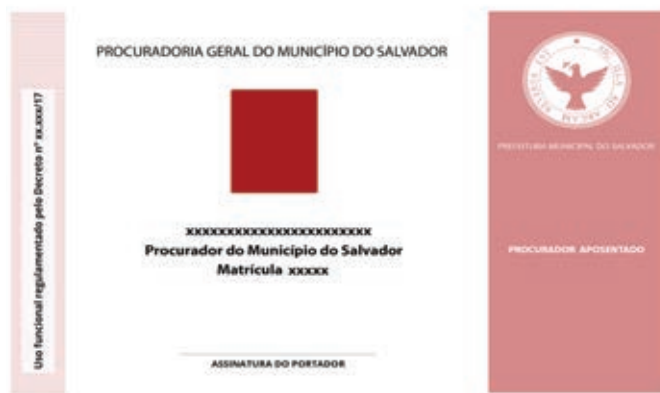 Uso funcional regulamentado pelo Decreto nº xx.xxx/17
PROCURADORIA GERAL DO MUNICÍPIO DO SALVADOR
xxxxxxxxxxxxxxxxxxxxxxx
Procurador do Município do Salvador
Matrícula xxxxx
ASSINATURA DO PORTADOR
PREFEITURA MUNICIPAL DO SALVADOR
PROCURADOR APOSENTADO